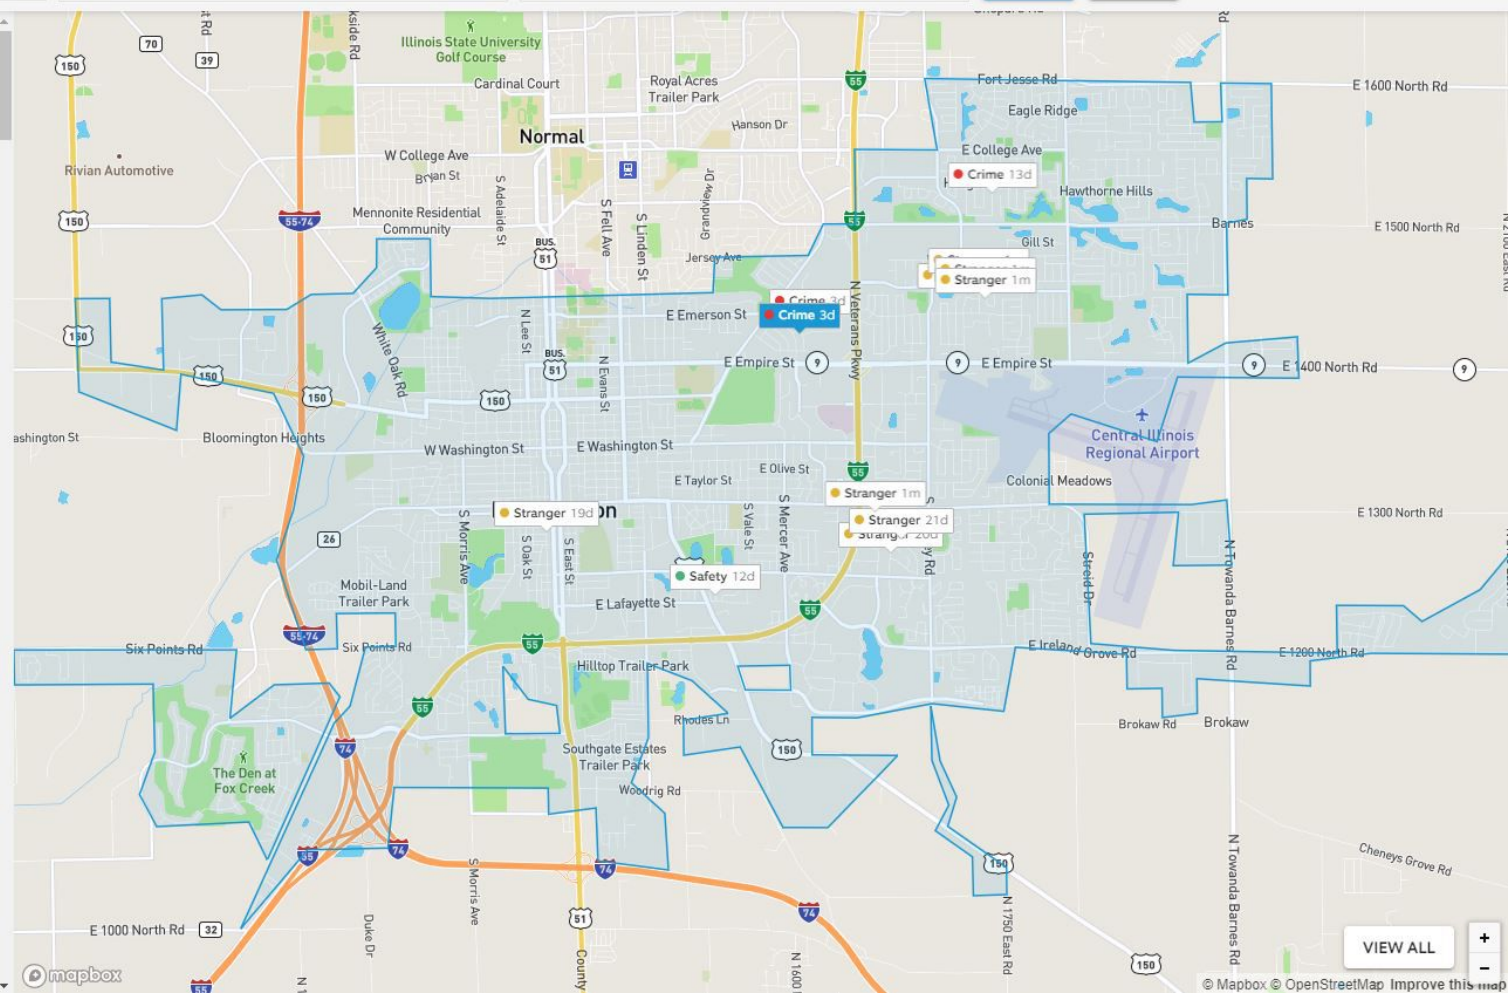 70
39
150
Illinois State University
Golf Course
Cardinal Court
Royal Acres
Trailer Park
55
Fort Jesse Rd
E 1600 North Rd
Eagle Ridge
Normal
Hanson Dr
W College Ave
E College Ave
Rivian Automotive
Bryan St
Crime 13d
S Adelaide St
Grandview Dr
Hawthorne Hills
S Fell Ave
S Linden St
Mennonite Residential
Community
150
55-74
55
Barnes
E 1500 North Rd
BUS.
51
Jersey Ave
Gill St
Stranger 1m
Crime 3d
Crime 3d
N Veterans Pkwy
E Emerson St
N Lee St
White Oak Rd
150
BUS.
51
E Empire St
9
9
E Empire St
9
E 1400 North Rd
9
150
150
150
N Evans St
Central Illinois
Regional Airport
Bloomington Heights
W Washington St
E Washington St
E Olive St
55
E Taylor St
Colonial Meadows
Stranger 1m
Stranger 19d
on
Stranger 21d
Stranger 20d
E 1300 North Rd
S Morris Ave
S Oak St
S East St
S Vale St
S Mercer Ave
26
Streid Dr
N Towanda Barnes Rd
Safety 12d
Mobil-Land
Trailer Park
E Lafayette St
55
55-74
Six Points Rd
Six Points Rd
55
E Ireland Grove Rd
E 1200 North Rd
Hilltop Trailer Park
55
Rhodes Ln
Brokaw Rd
Brokaw
74
Southgate Estates
Trailer Park
150
The Den at
Fox Creek
Woodrig Rd
55
74
74
150
Cheneys Grove Rd
S Morris Ave
N Towanda Barnes Rd
74
51
E 1000 North Rd
32
Duke Dr
N 1750 East Rd
VIEW ALL
+
−
County
150
mapbox
55
© Mapbox © OpenStreetMap Improve this map